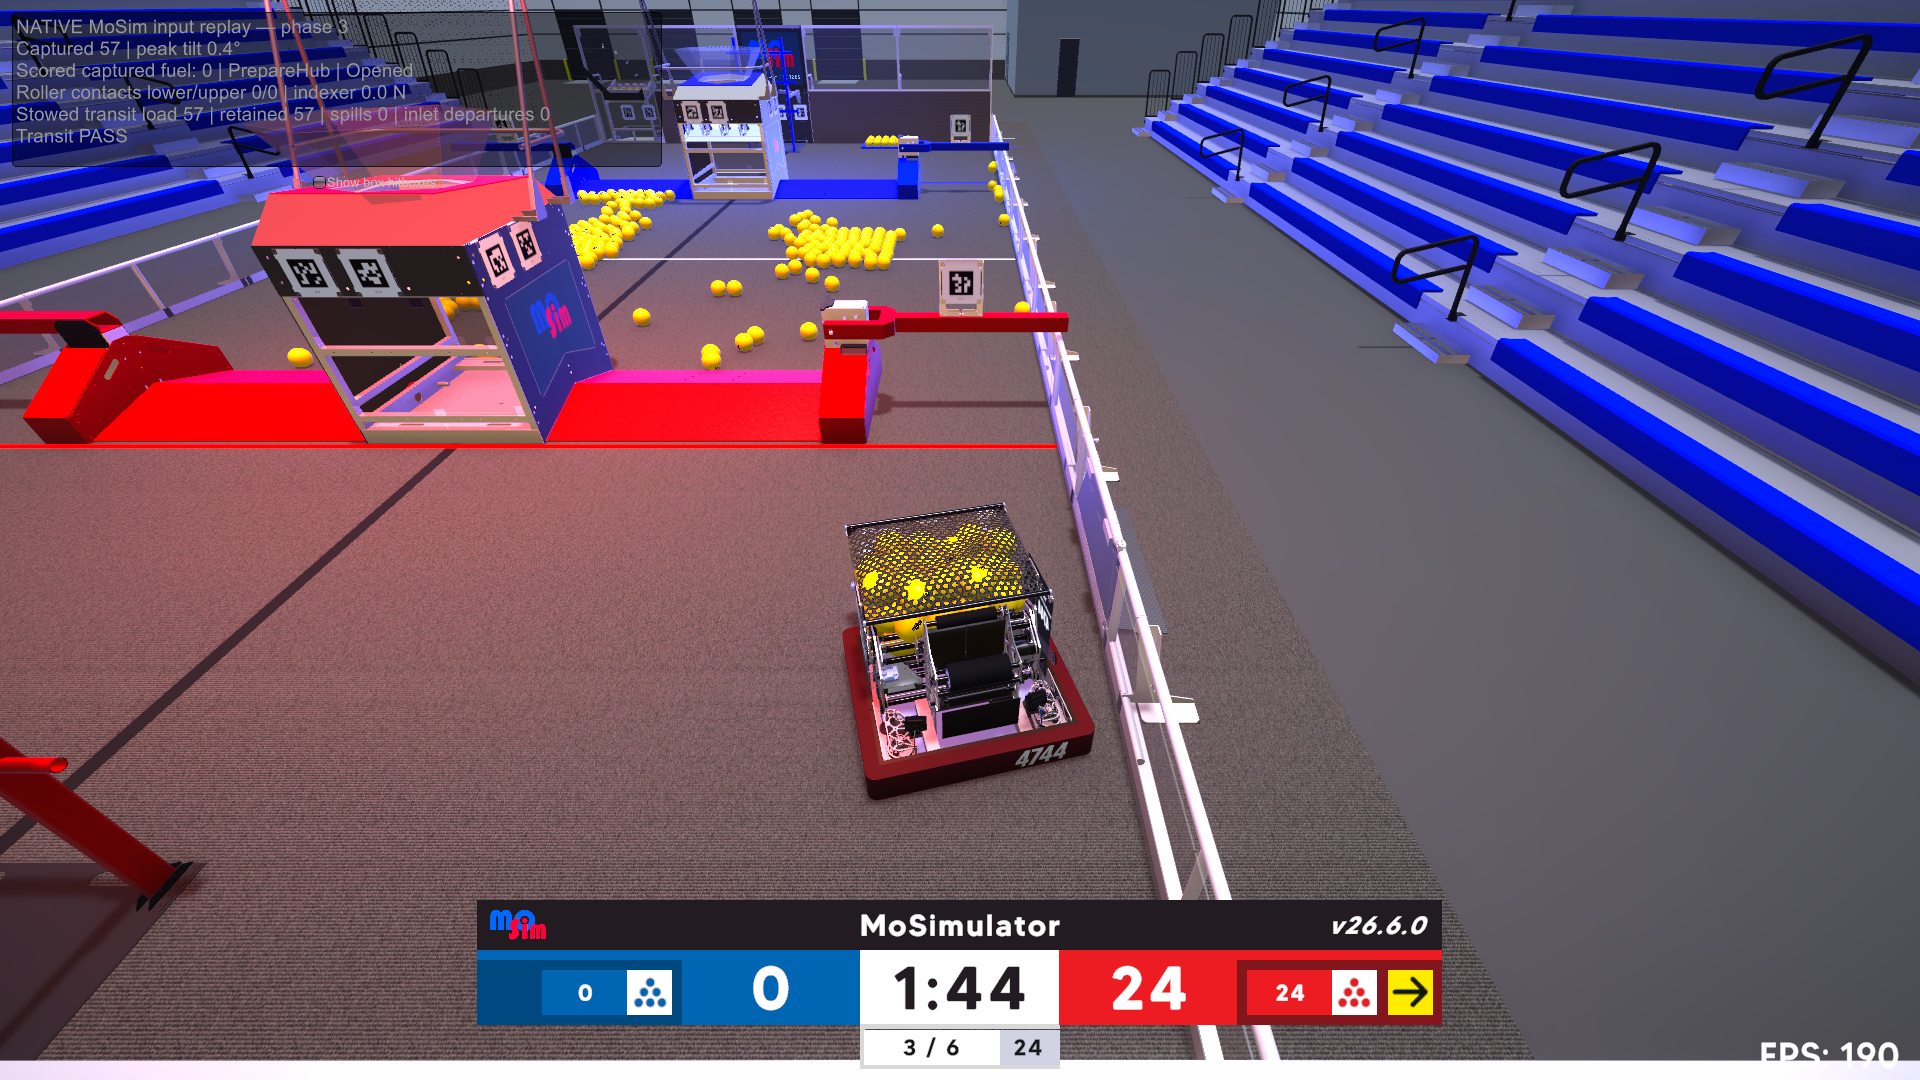 NATIVE MoSim input replay — phase 3
Captured 57 | peak tilt 0.4°
Scored captured fuel: 0 | PrepareHub | Opened
Roller contacts lower/upper 0/0 | indexer 0.0 N
Stowed transit load 57 | retained 57 | spills 0 | inlet departures 0
Transit PASS
Show box hitboxes
MoSim
4744
MoSim
MoSimulator
v26.6.0
0
0
1:44
24
24
3 / 6
24
FPS: 190